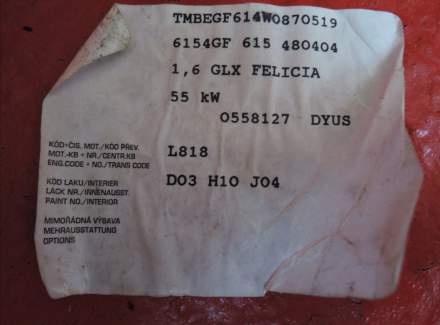 TMBEGF614W0870519
6154GF 615 480404
1,6 GLX FELICIA
55 kW
0558127 DYUS
KÓD+ČIS. MOT./KÓD PŘEV.
MOT.-KB + NR./CENTR.KB
ENG.CODE + NO./TRANS CODE
L818
KÓD LAKU/INTERIER
LACK NR./INNENAUSST.
PAINT NO./INTERIOR
D03 H10 J04
MIMOŘÁDNÁ VÝBAVA
MEHRAUSSTATTUNG
OPTIONS